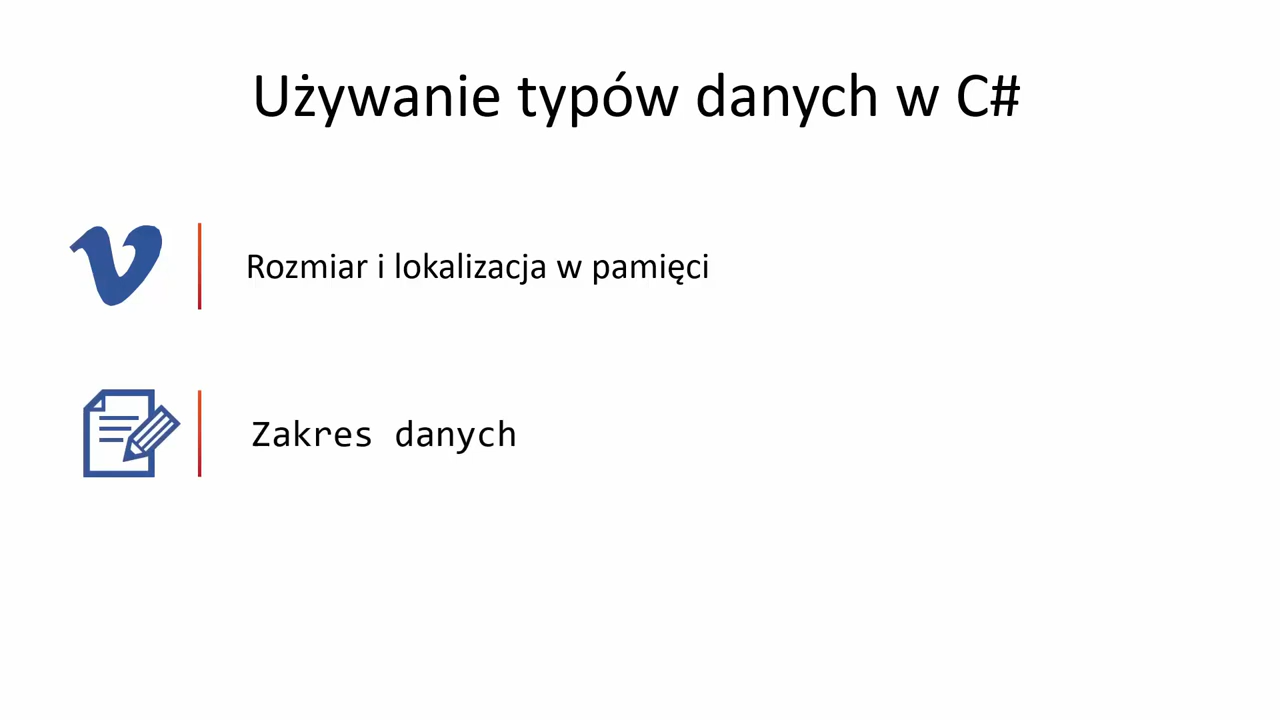 Używanie typów danych w C#
Rozmiar i lokalizacja w pamięci
Zakres danych